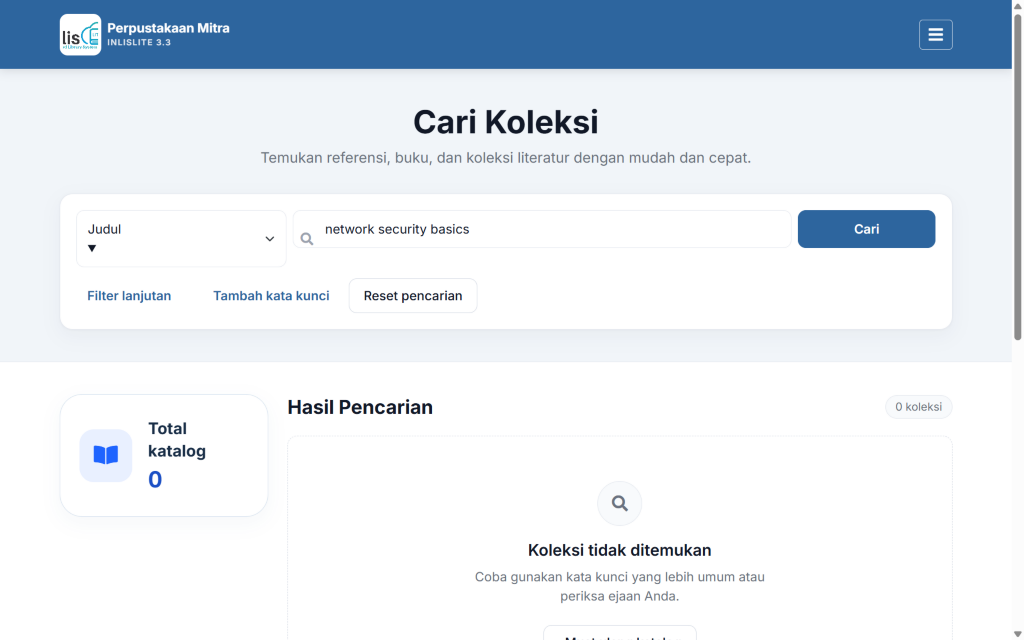 lis
Perpustakaan Mitra
INLISLITE 3.3
Cari Koleksi
Temukan referensi, buku, dan koleksi literatur dengan mudah dan cepat.
Judul
network security basics
Cari
Filter lanjutan
Tambah kata kunci
Reset pencarian
Total
katalog
0
Hasil Pencarian
0 koleksi
Koleksi tidak ditemukan
Coba gunakan kata kunci yang lebih umum atau
periksa ejaan Anda.